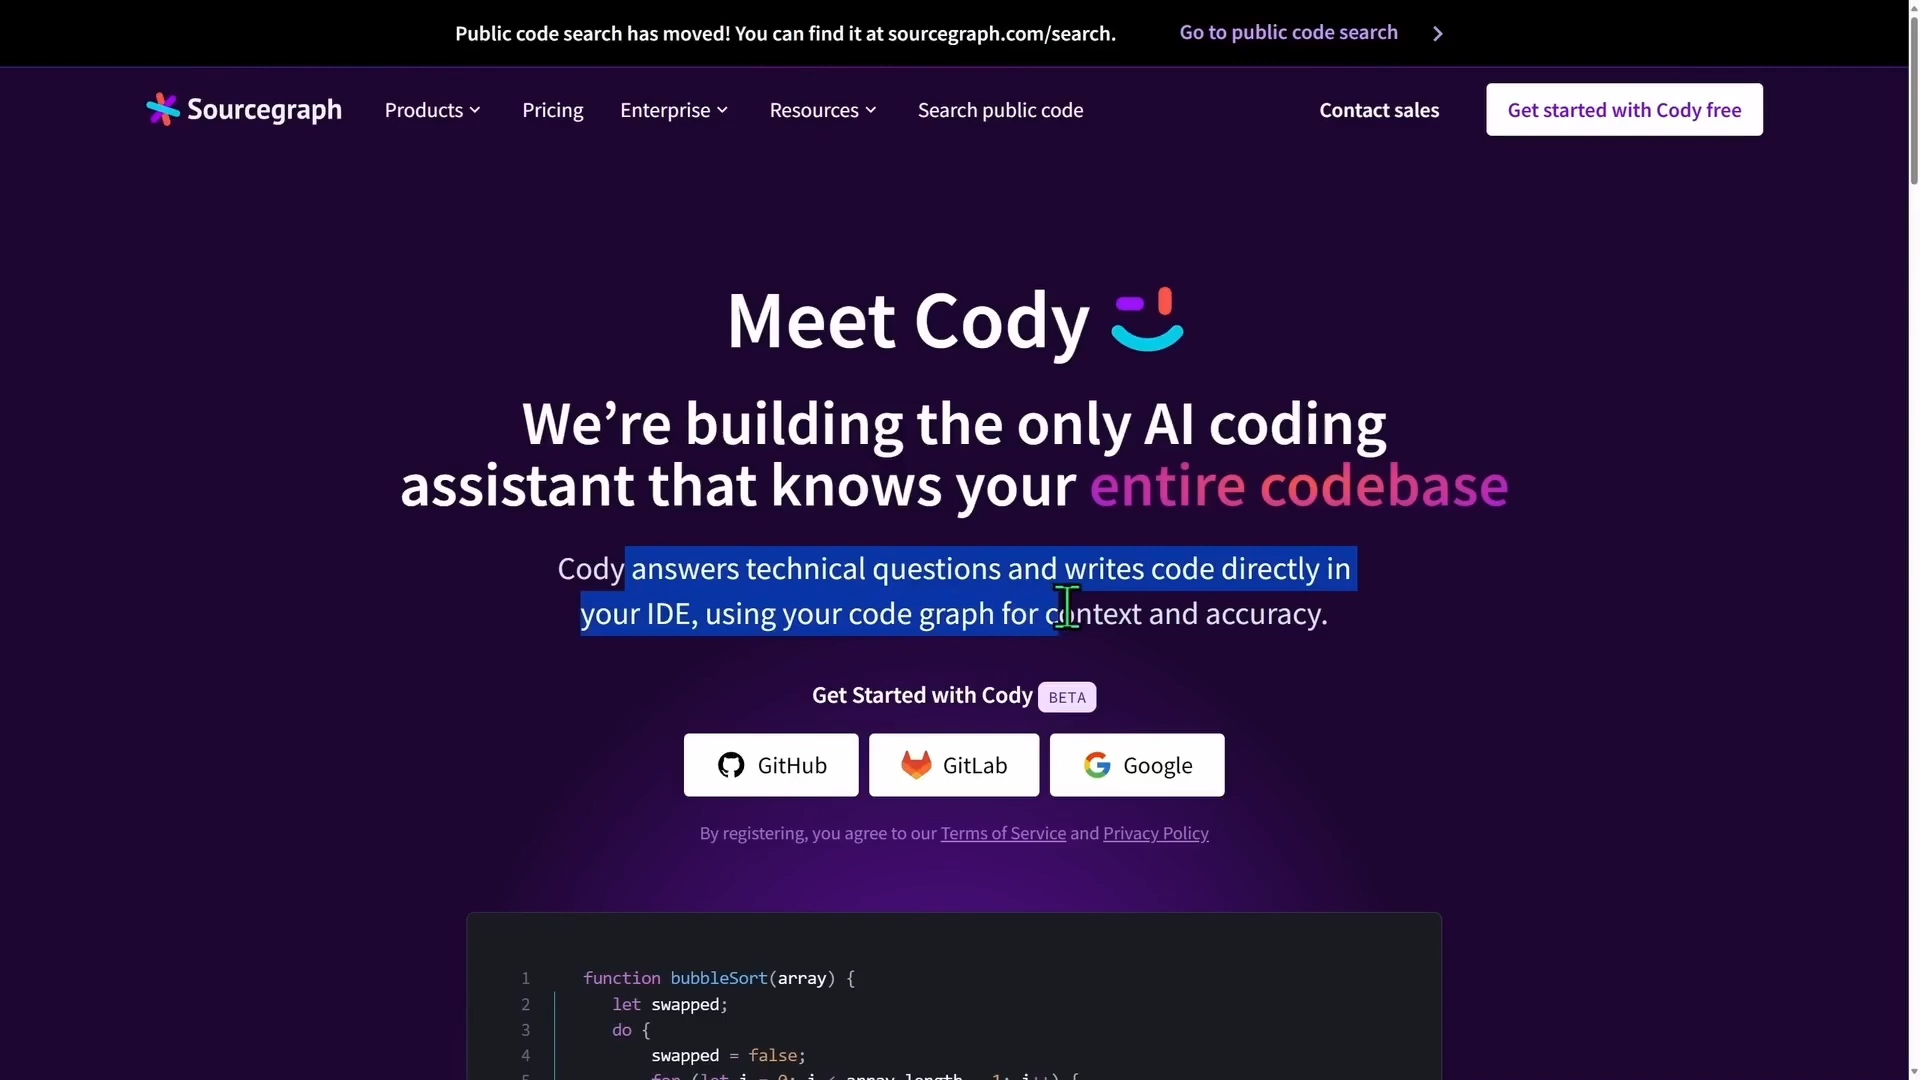 Public code search has moved! You can find it at sourcegraph.com/search. Go to public code search
Sourcegraph Products Pricing Enterprise Resources Search public code Contact sales Get started with Cody free
Meet Cody
We’re building the only AI coding
assistant that knows your entire codebase
Cody answers technical questions and writes code directly in
your IDE, using your code graph for context and accuracy.
Get Started with Cody BETA
GitHub GitLab Google
By registering, you agree to our Terms of Service and Privacy Policy
1 function bubbleSort(array) {
2 let swapped;
3 do {
4 swapped = false;